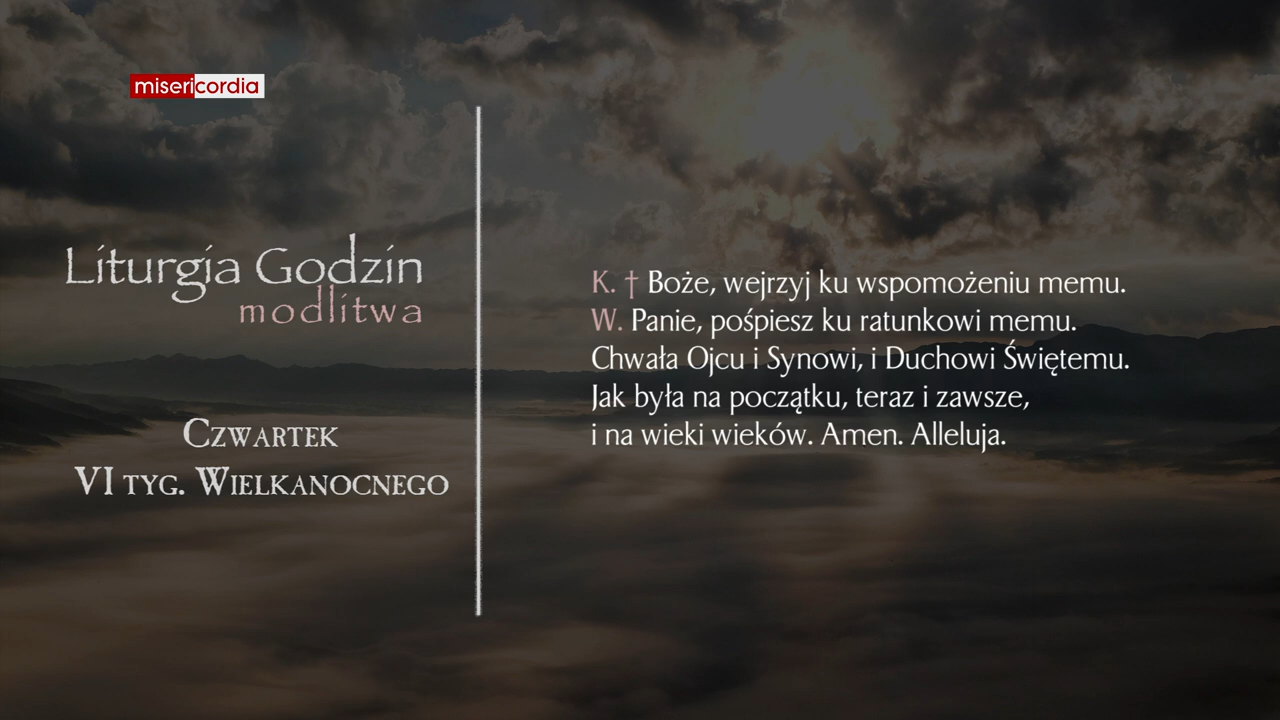 misericordia
Liturgia Godzin
modlitwa
Czwartek
VI tyg. Wielkanocnego
K. † Boże, wejrzyj ku wspomożeniu memu.
W. Panie, pośpiesz ku ratunkowi memu.
Chwała Ojcu i Synowi, i Duchowi Świętemu.
Jak była na początku, teraz i zawsze,
i na wieki wieków. Amen. Alleluja.